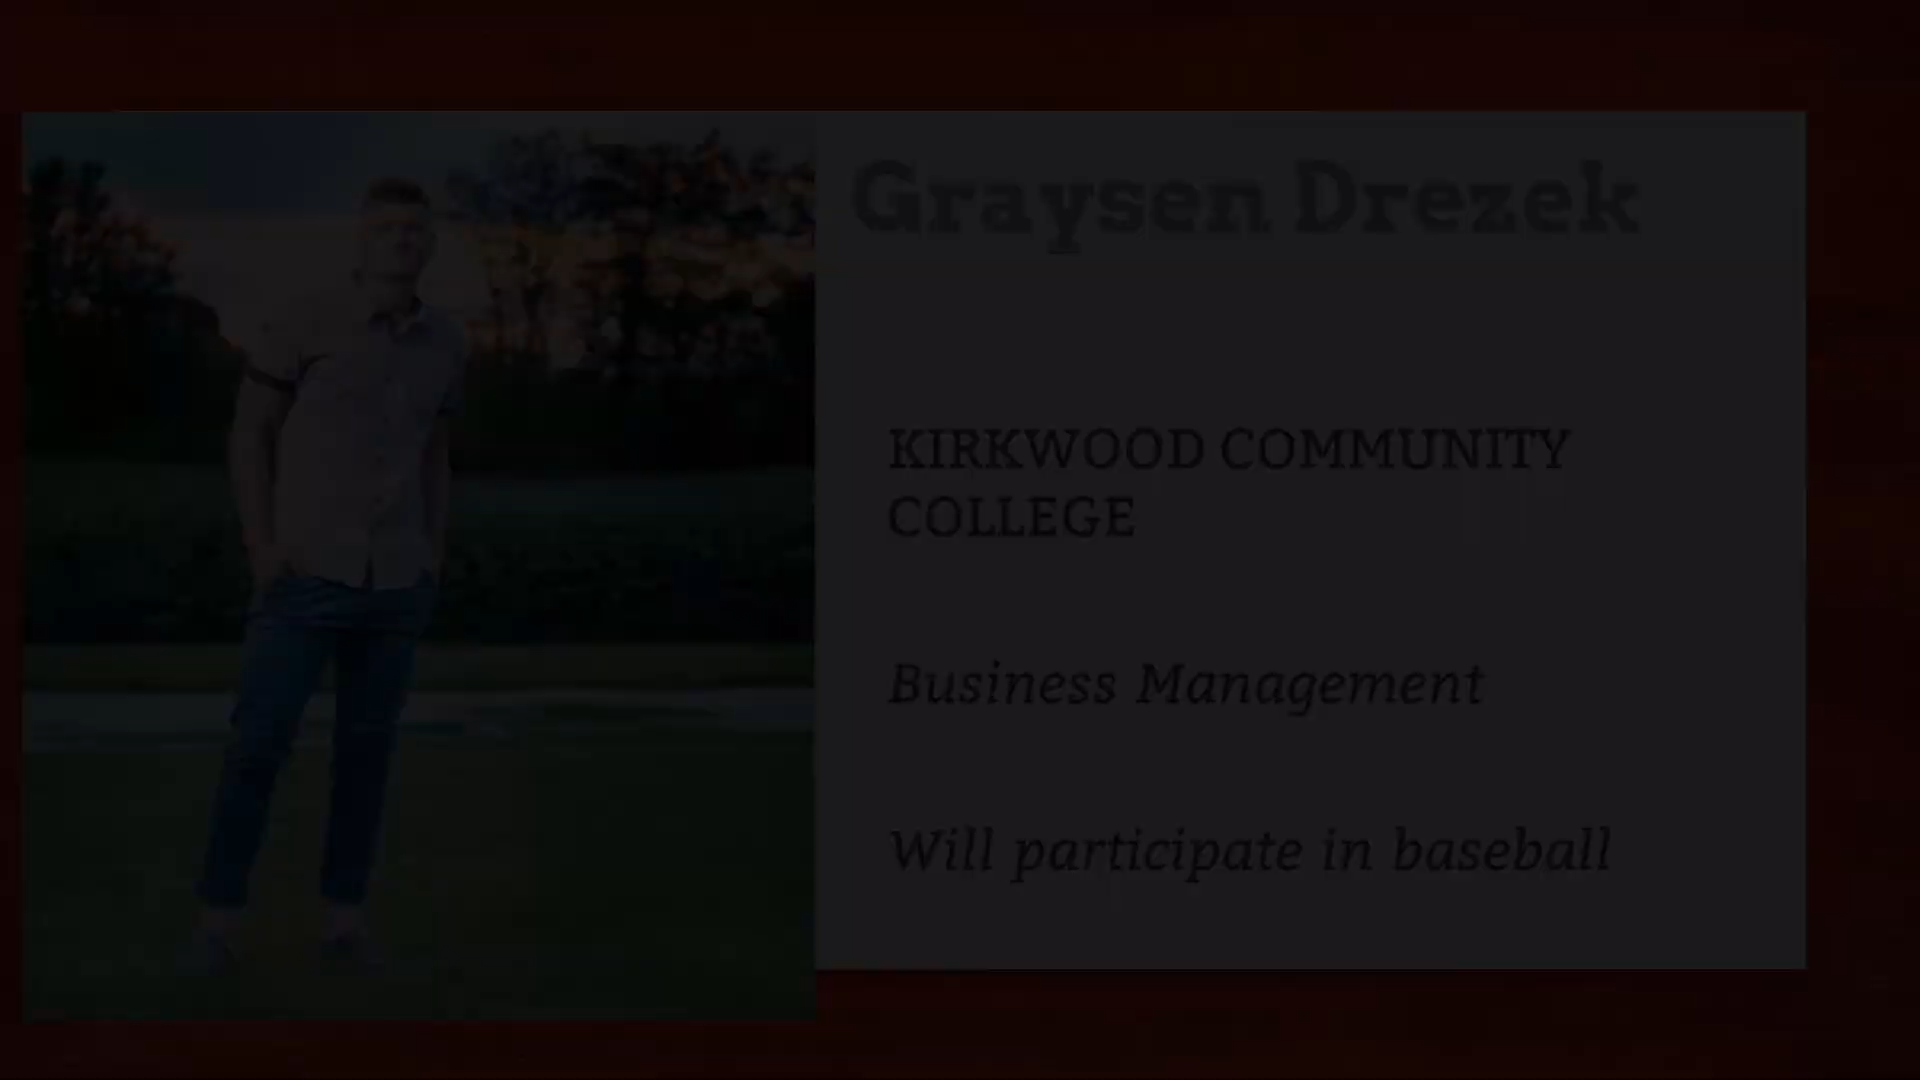 Graysen Drezek
KIRKWOOD COMMUNITY
COLLEGE
Business Management
Will participate in baseball